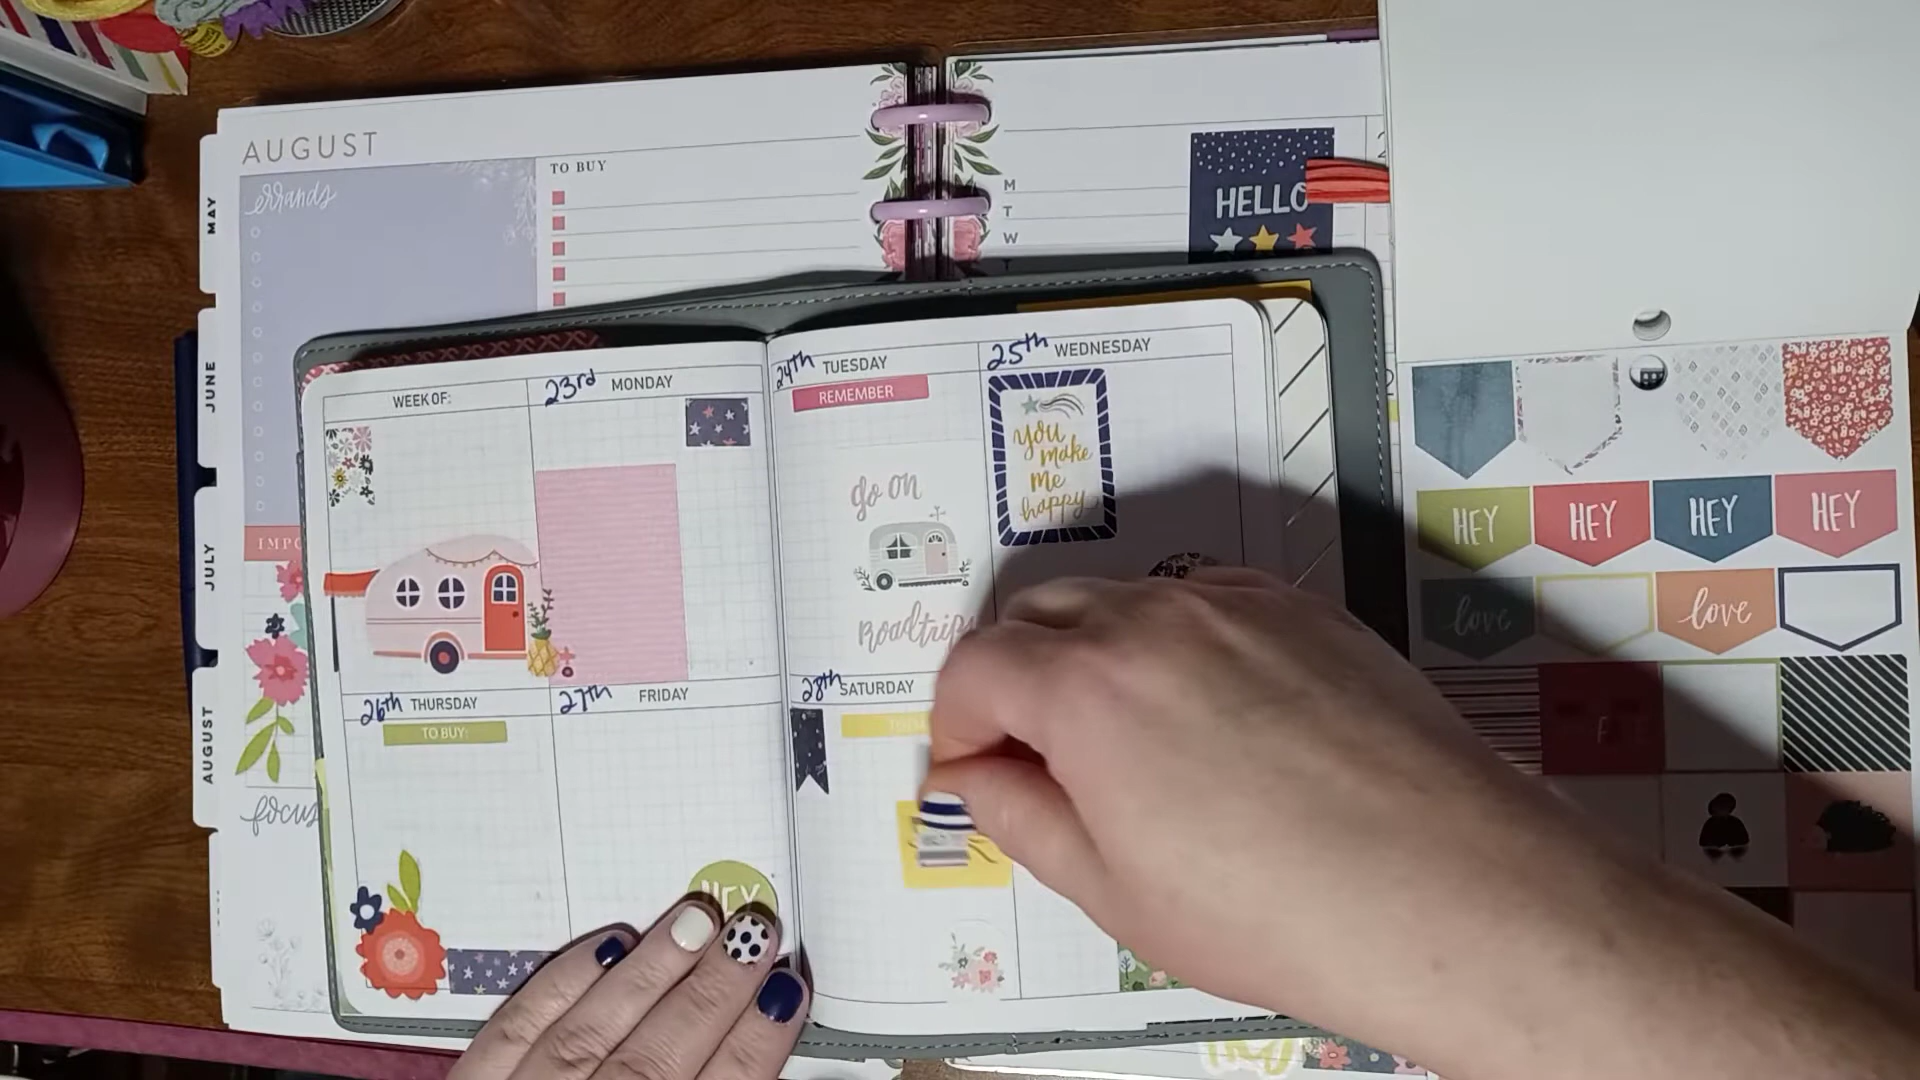 AUGUST
errands
TO BUY
M
T
W
HELLO
MAY
JUNE
JULY
AUGUST
focus
WEEK OF:
23rd MONDAY
24th TUESDAY
REMEMBER
25th WEDNESDAY
go on
roadtrips
you
make
me
happy
26th THURSDAY
TO BUY:
27th FRIDAY
HEY
28th SATURDAY
HEY HEY HEY HEY
love love